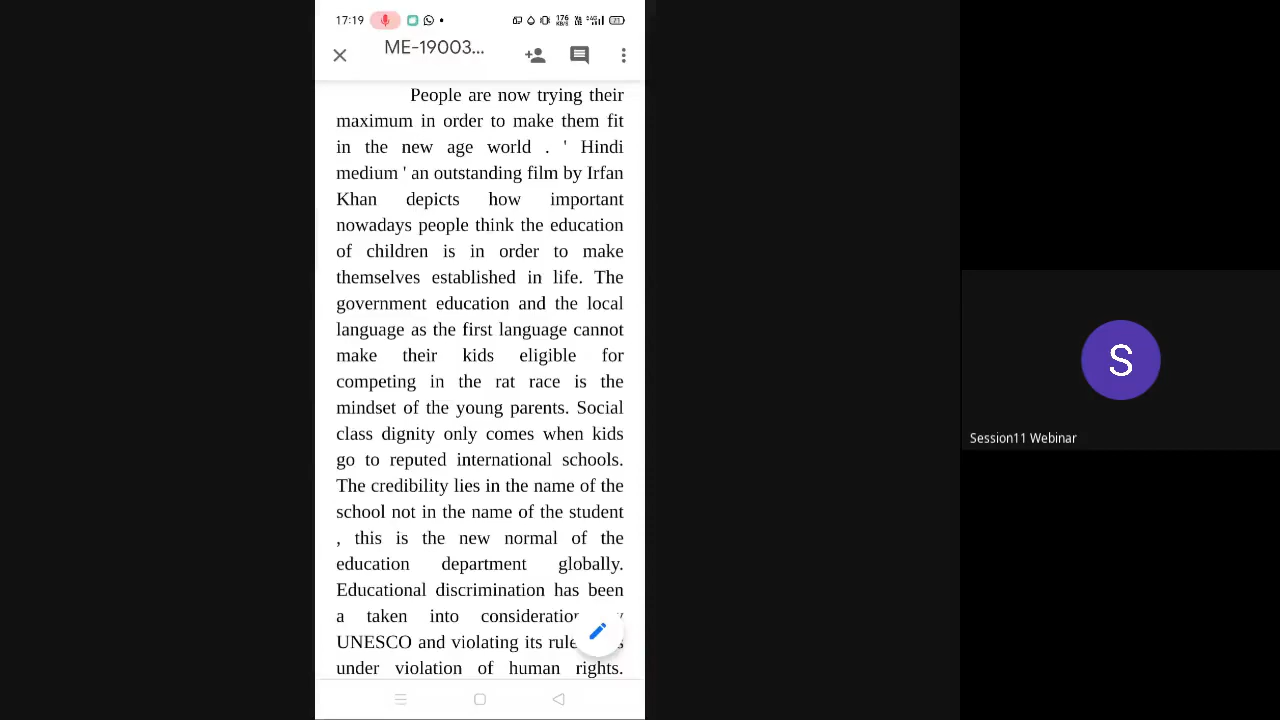 17:19 176 KB/S
ME-19003...
People are now trying their
maximum in order to make them fit
in the new age world . ' Hindi
medium ' an outstanding film by Irfan
Khan depicts how important
nowadays people think the education
of children is in order to make
themselves established in life. The
government education and the local
language as the first language cannot
make their kids eligible for
competing in the rat race is the
mindset of the young parents. Social
class dignity only comes when kids
go to reputed international schools.
The credibility lies in the name of the
school not in the name of the student
, this is the new normal of the
education department globally.
Educational discrimination has been
a taken into consideration
UNESCO and violating its rule
under violation of human rights.
S
Session11 Webinar